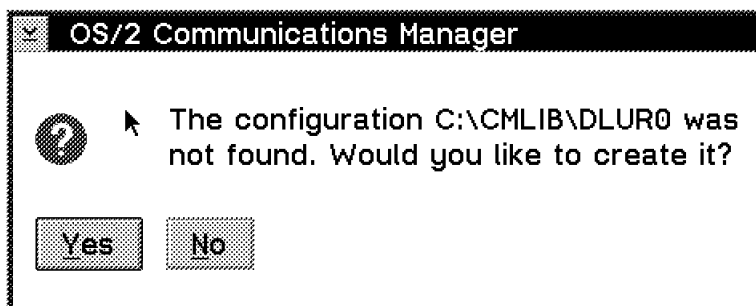 OS/2 Communications Manager
The configuration C:\CMLIB\DLUR0 was
not found. Would you like to create it?
Yes No